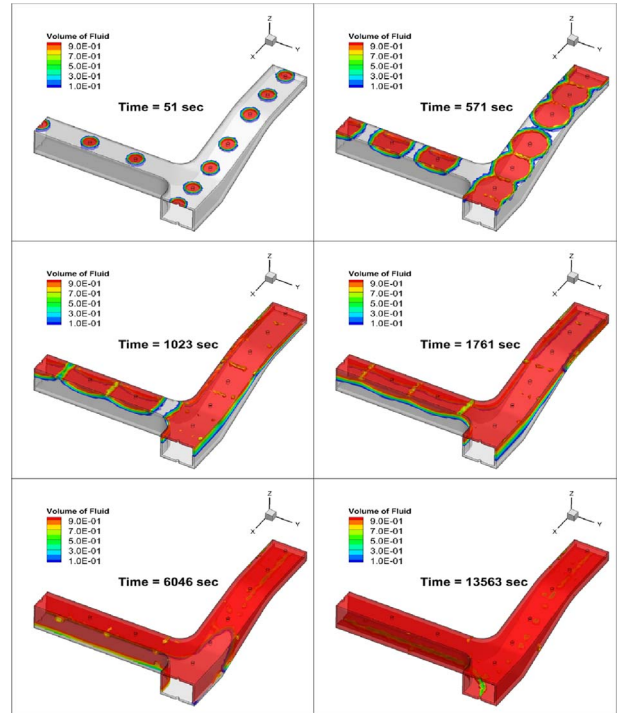 Volume of Fluid
9.0E-01
7.0E-01
5.0E-01
3.0E-01
1.0E-01
Time = 51 sec
Z
X
Y
Volume of Fluid
9.0E-01
7.0E-01
5.0E-01
3.0E-01
1.0E-01
Time = 571 sec
Z
X
Y
Volume of Fluid
9.0E-01
7.0E-01
5.0E-01
3.0E-01
1.0E-01
Time = 1023 sec
Z
X
Y
Volume of Fluid
9.0E-01
7.0E-01
5.0E-01
3.0E-01
1.0E-01
Time = 1761 sec
Z
X
Y
Volume of Fluid
9.0E-01
7.0E-01
5.0E-01
3.0E-01
1.0E-01
Time = 6046 sec
Z
X
Y
Volume of Fluid
9.0E-01
7.0E-01
5.0E-01
3.0E-01
1.0E-01
Time = 13563 sec
Z
X
Y